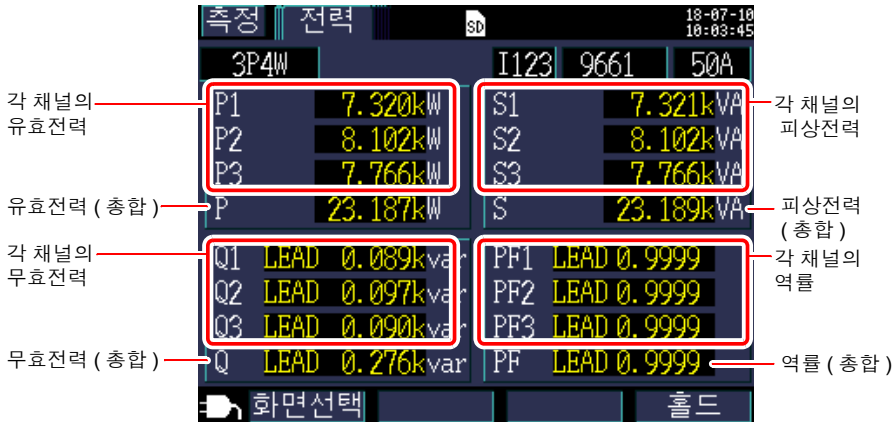 측정 전력 SD 18-07-10
10:03:45
3P4W I123 9661 50A
각 채널의
유효전력
P1 7.320kW
P2 8.102kW
P3 7.766kW
유효전력 ( 총합 )
P 23.187kW
S1 7.321kVA
S2 8.102kVA
S3 7.766kVA
각 채널의
피상전력
S 23.189kVA
피상전력
( 총합 )
각 채널의
무효전력
Q1 LEAD 0.089kvar
Q2 LEAD 0.097kvar
Q3 LEAD 0.090kvar
무효전력 ( 총합 )
Q LEAD 0.276kvar
PF1 LEAD 0.9999
PF2 LEAD 0.9999
PF3 LEAD 0.9999
각 채널의
역률
PF LEAD 0.9999
역률 ( 총합 )
화면선택 홀드